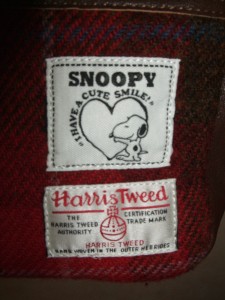 SNOOPY
"I HAVE A CUTE SMILE!"
Harris Tweed
THE HARRIS TWEED AUTHORITY
CERTIFICATION TRADE MARK
HARRIS TWEED
HAND WOVEN IN THE OUTER HEBRIDES